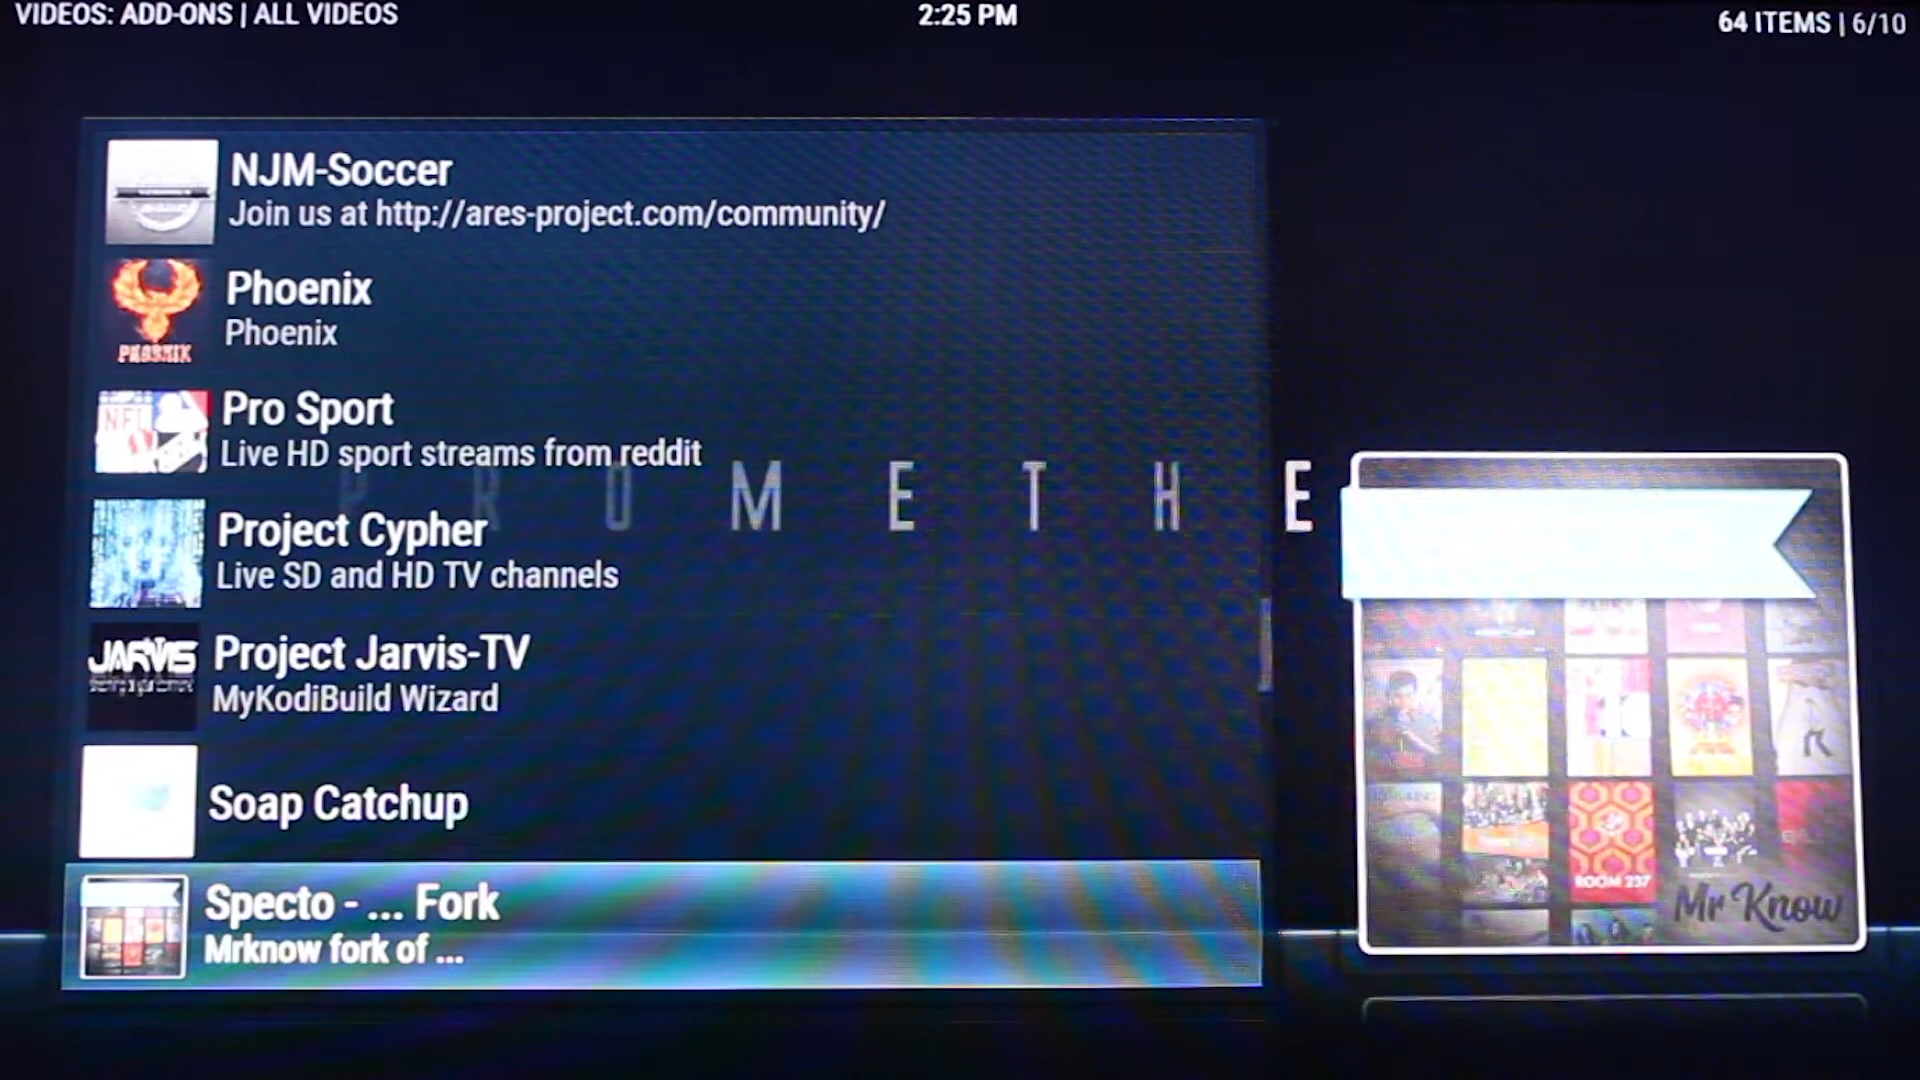 VIDEOS: ADD-ONS | ALL VIDEOS
2:25 PM
64 ITEMS | 6/10
NJM-Soccer
Join us at http://ares-project.com/community/
Phoenix
Phoenix
PHOENIX
Pro Sport
Live HD sport streams from reddit
NFL
P R O M E T H E
Project Cypher
Live SD and HD TV channels
JARVIS
Project Jarvis-TV
MyKodiBuild Wizard
Soap Catchup
Specto - ... Fork
Mrknow fork of ...
ROOM 237
Mr Know